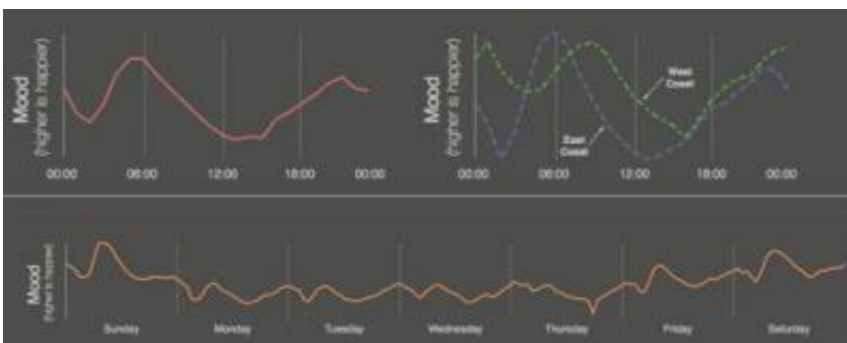 Mood
(higher is happier)
00:00 06:00 12:00 18:00 00:00
Mood
(higher is happier)
West
Coast
East
Coast
00:00 06:00 12:00 18:00 00:00
Mood
(higher is happier)
Sunday Monday Tuesday Wednesday Thursday Friday Saturday